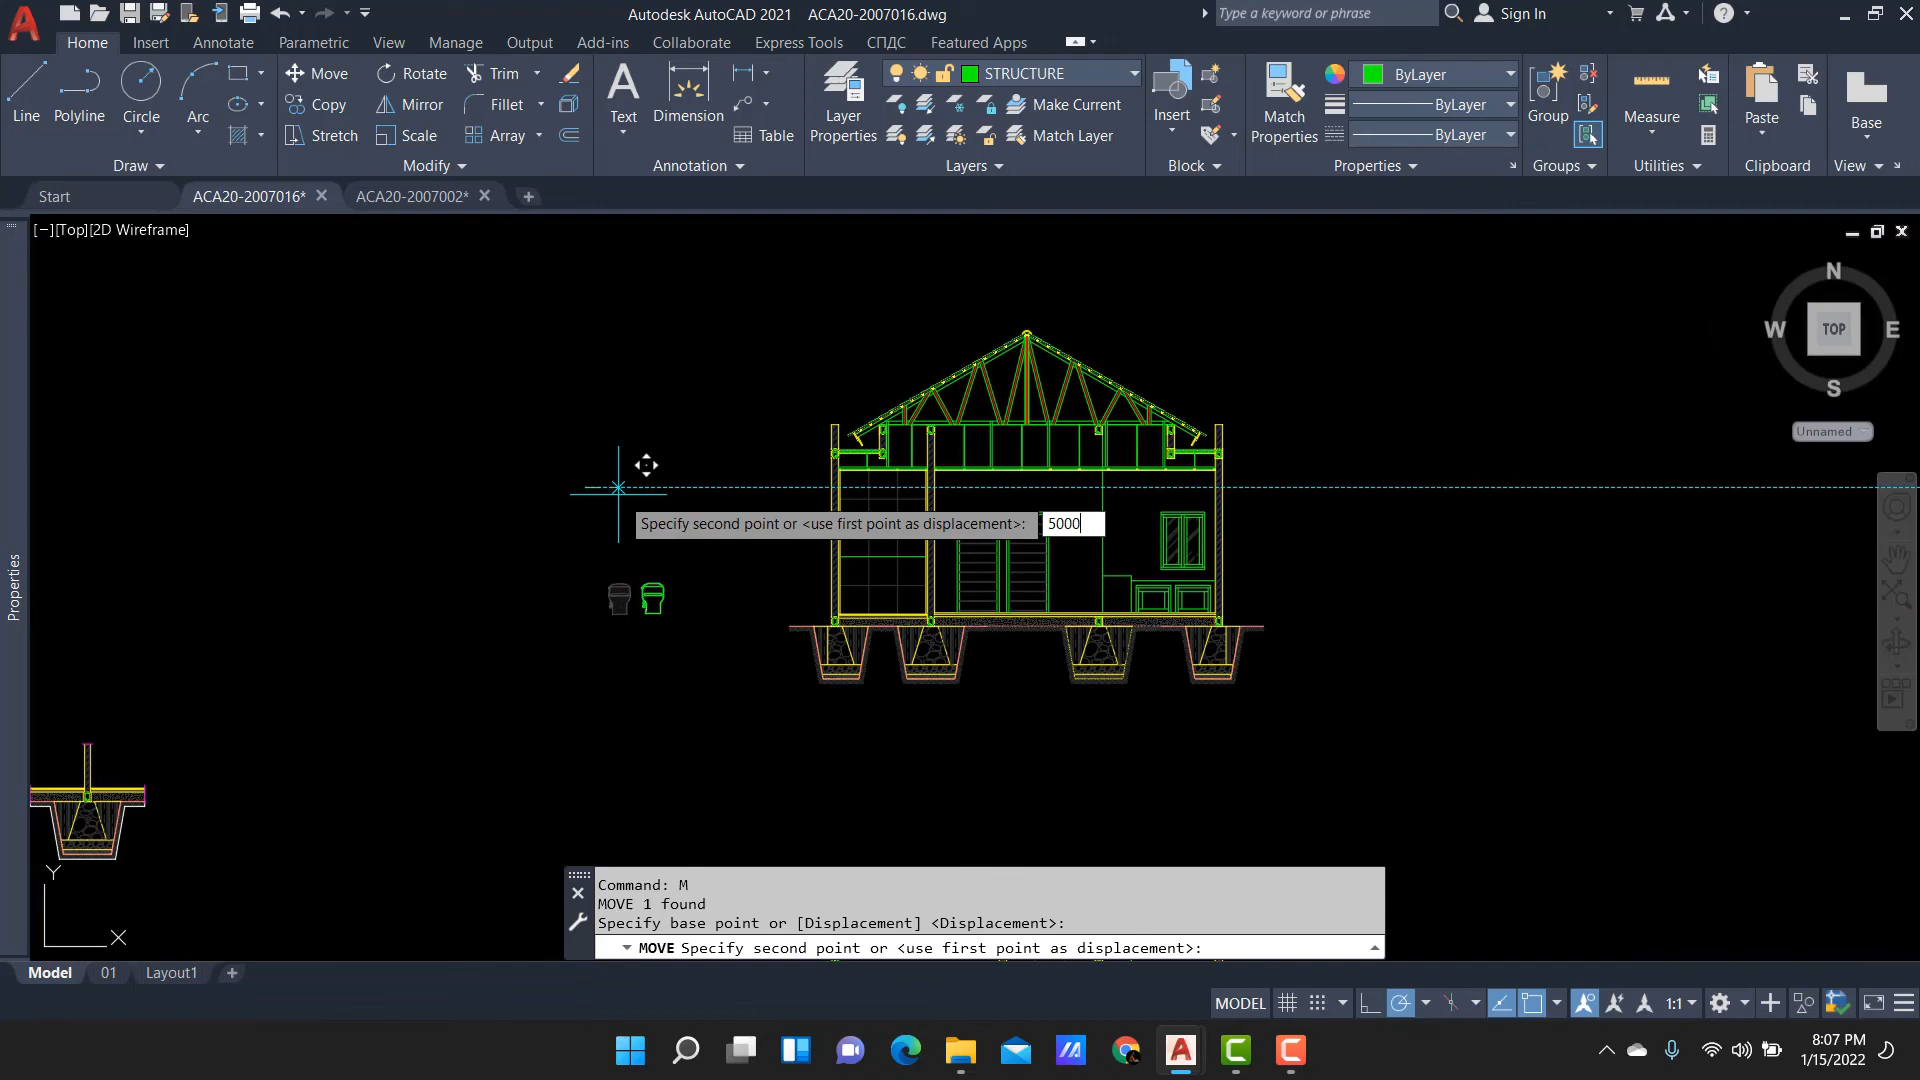 Autodesk AutoCAD 2021 ACA20-2007016.dwg
Type a keyword or phrase
Sign In
Home Insert Annotate Parametric View Manage Output Add-ins Collaborate Express Tools СПДС Featured Apps
Line Polyline Circle Arc
Move Rotate Trim
Copy Mirror Fillet
Stretch Scale Array
Text Dimension Table
Layer Properties
STRUCTURE
Make Current
Match Layer
Insert
Match Properties
ByLayer
ByLayer
ByLayer
Group
Measure
Paste
Base
Draw Modify Annotation Layers Block Properties Groups Utilities Clipboard View
Start ACA20-2007016* ACA20-2007002*
[−][Top][2D Wireframe]
N
W TOP E
S
Unnamed
Specify second point or <use first point as displacement>: 5000
Properties
Y
X
Command: M
MOVE 1 found
Specify base point or [Displacement] <Displacement>:
MOVE Specify second point or <use first point as displacement>:
Model 01 Layout1
MODEL 1:1
8:07 PM
1/15/2022